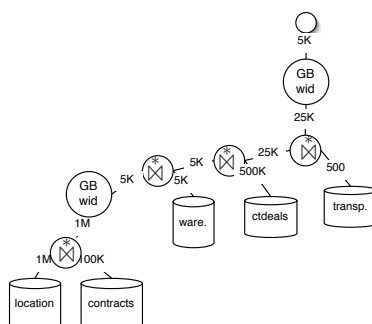 5K
GB
wid
25K
*
5K
25K
500
*
*
5K
5K
500K
GB
wid
transp.
ware.
ctdeals
1M
*
1M
100K
location
contracts